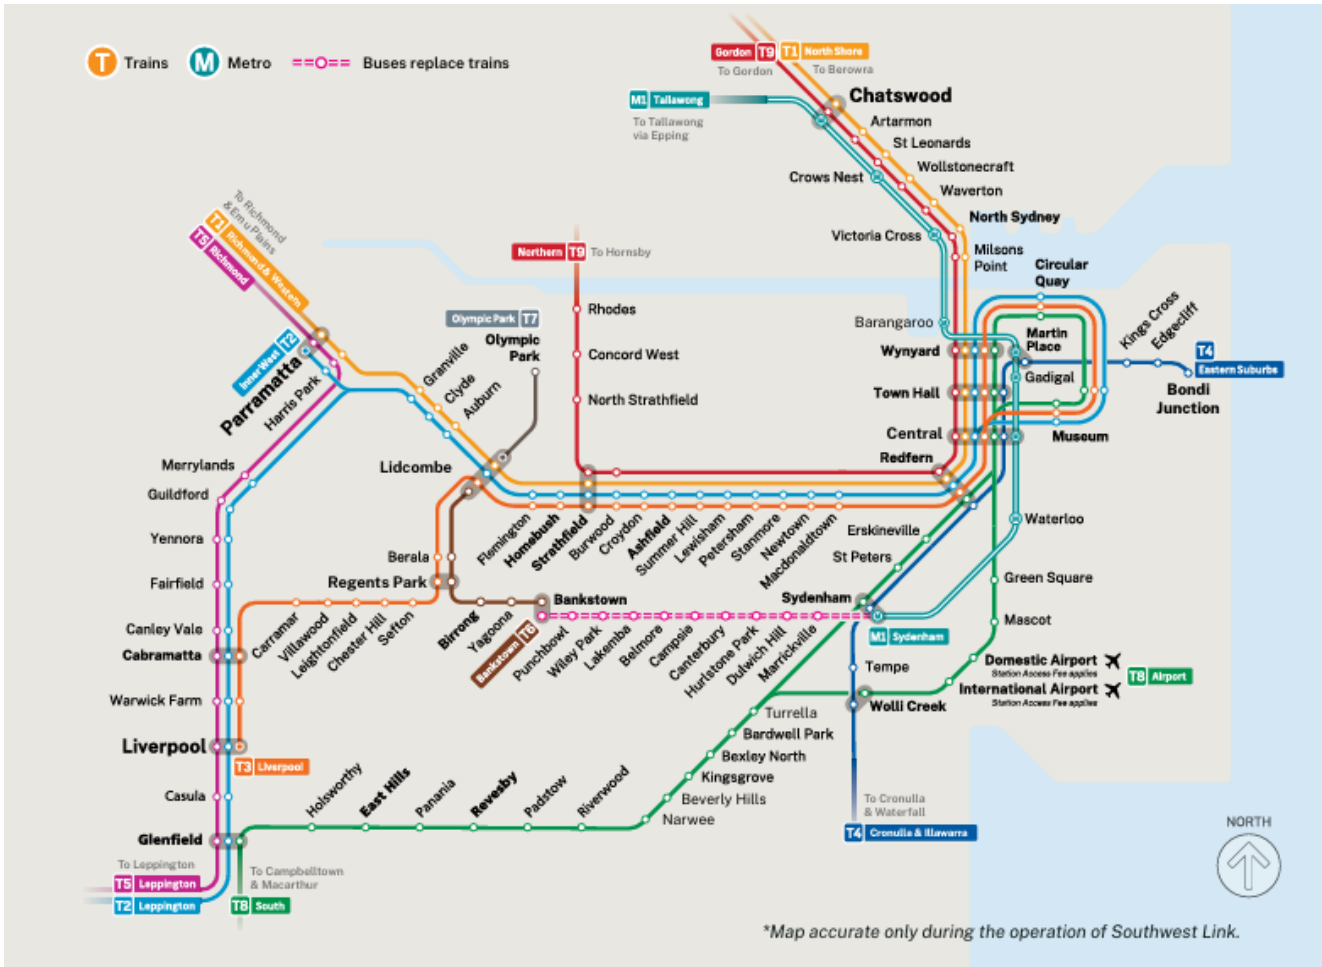 T Trains
M Metro
Buses replace trains
Gordon T9
To Gordon
T1 North Shore
To Berowra
M1 Tallawong
To Tallawong
via Epping
Chatswood
Artarmon
St Leonards
Wollstonecraft
Waverton
North Sydney
Milsons
Point
Crows Nest
Victoria Cross
Barangaroo
To Richmond
& Emu Plains
T1 Richmond & Western
T5 Richmond
Inner West T2
Parramatta
Harris Park
Northern T9
To Hornsby
Rhodes
Concord West
North Strathfield
Olympic Park T7
Olympic
Park
Granville
Clyde
Auburn
Lidcombe
Circular
Quay
Wynyard
Martin
Place
Gadigal
Town Hall
Central
Museum
Redfern
Kings Cross
Edgecliff
T4
Eastern Suburbs
Bondi
Junction
Merrylands
Guildford
Yennora
Fairfield
Canley Vale
Cabramatta
Warwick Farm
Liverpool
Casula
Glenfield
Berala
Regents Park
Flemington
Homebush
Strathfield
Burwood
Croydon
Ashfield
Summer Hill
Lewisham
Petersham
Stanmore
Newtown
Macdonaldtown
Erskineville
St Peters
Sydenham
Waterloo
Green Square
Mascot
Domestic Airport
Station Access Fee applies
International Airport
Station Access Fee applies
T8 Airport
M1 Sydenham
Tempe
Wolli Creek
Carramar
Villawood
Leightonfield
Chester Hill
Sefton
Birrong
Yagoona
Bankstown
Bankstown T6
Punchbowl
Wiley Park
Lakemba
Belmore
Campsie
Canterbury
Hurlstone Park
Dulwich Hill
Marrickville
Turrella
Bardwell Park
Bexley North
Kingsgrove
Beverly Hills
Narwee
T3 Liverpool
Holsworthy
East Hills
Panania
Revesby
Padstow
Riverwood
To Cronulla
& Waterfall
T4 Cronulla & Illawarra
To Leppington
T5 Leppington
T2 Leppington
To Campbelltown
& Macarthur
T8 South
NORTH
*Map accurate only during the operation of Southwest Link.